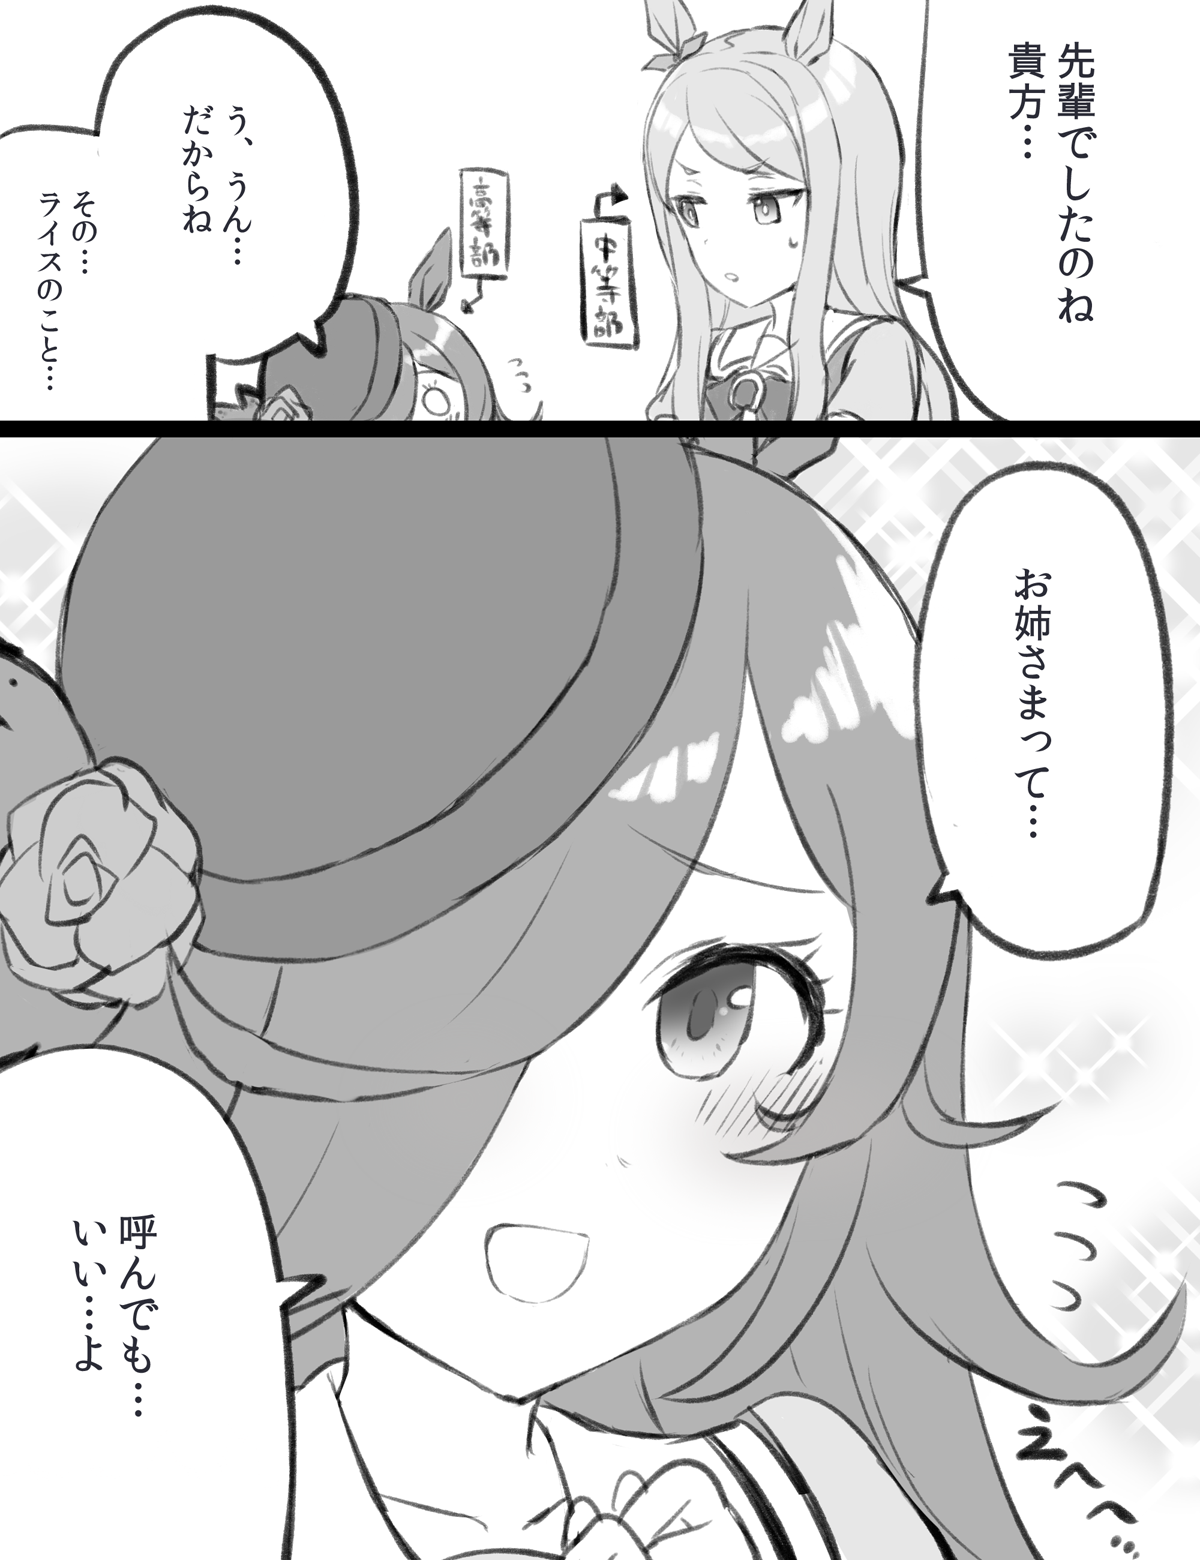 先輩でしたのね
貴方…
中等部
高等部
う、うん…
だからね
その…
ライスのこと…
お姉さまって…
呼んでも…
いい…よ
えへへ…